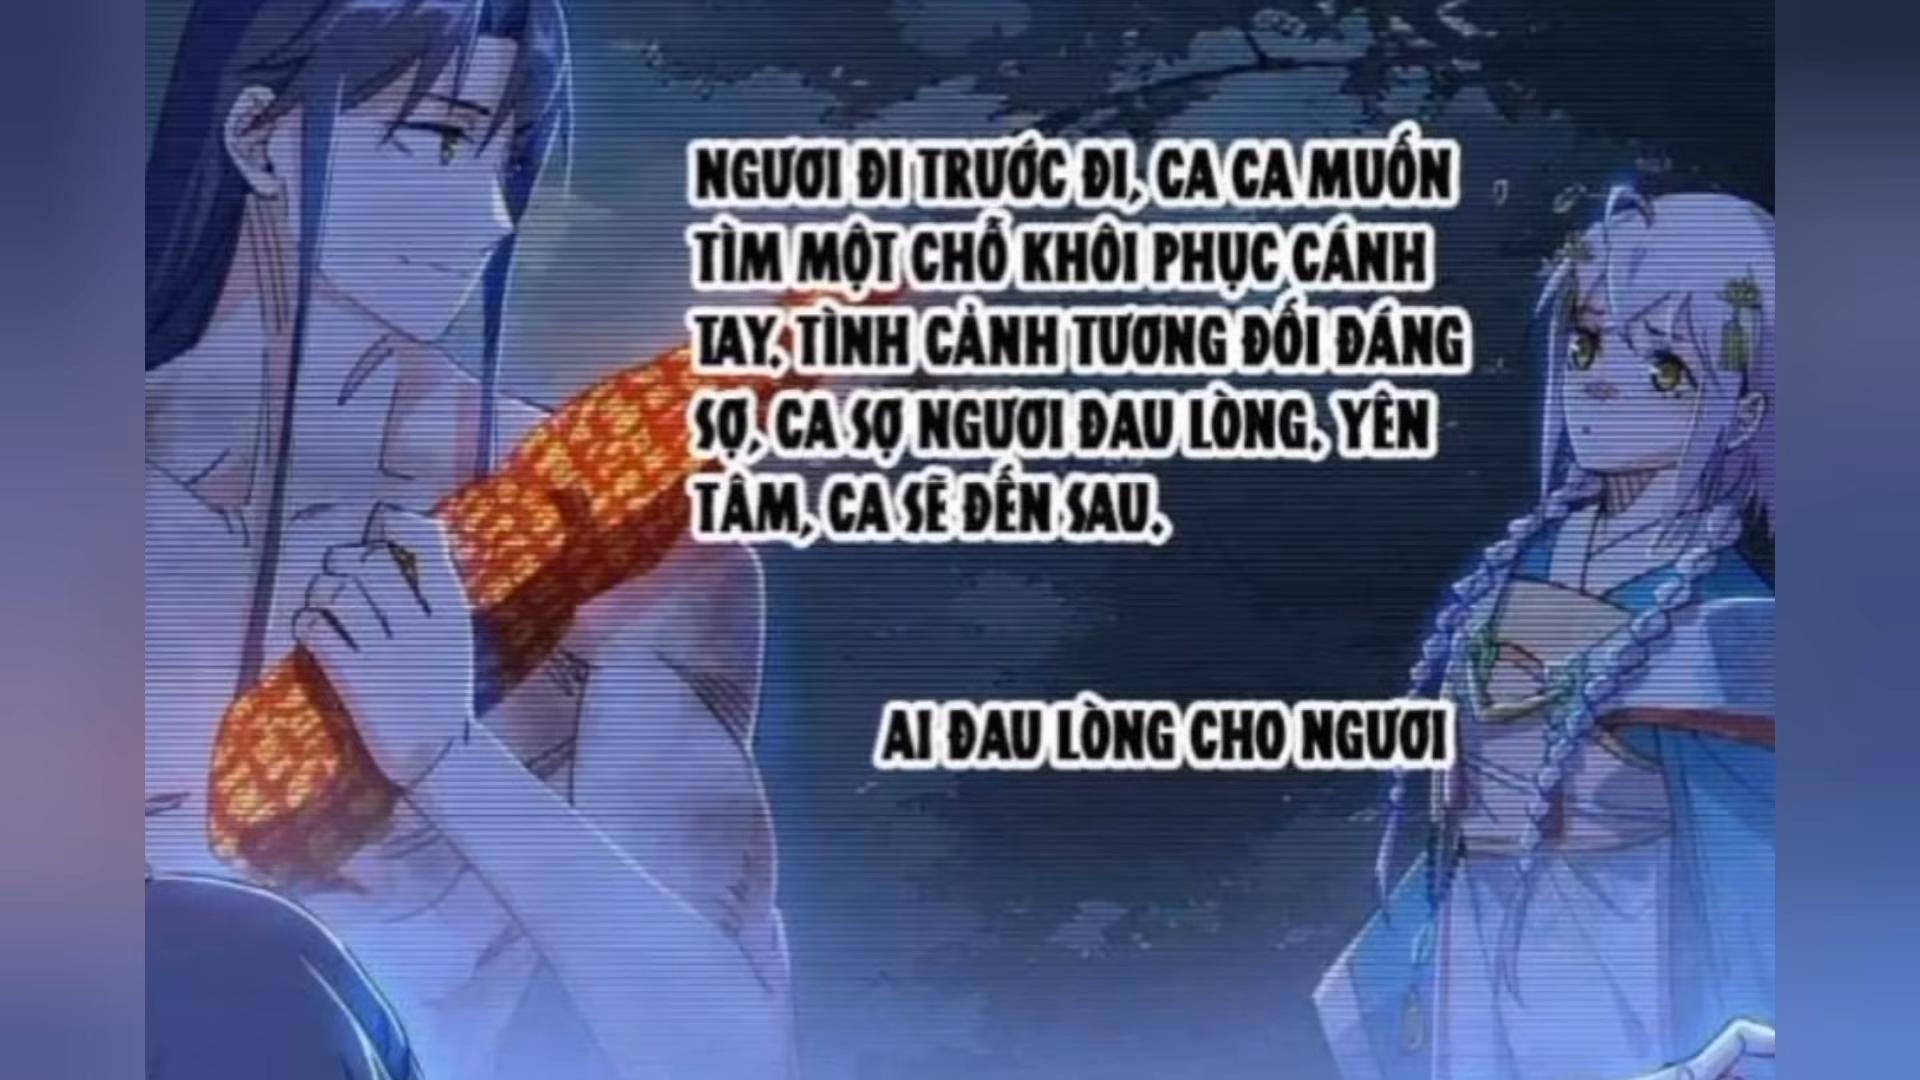 NGƯƠI ĐI TRƯỚC ĐI, CA CA MUỐN
TÌM MỘT CHỖ KHÔI PHỤC CÁNH
TAY. TÌNH CẢNH TƯƠNG ĐỐI ĐÁNG
SỢ, CA SỢ NGƯƠI ĐAU LÒNG. YÊN
TÂM, CA SẼ ĐẾN SAU.
AI ĐAU LÒNG CHO NGƯƠI